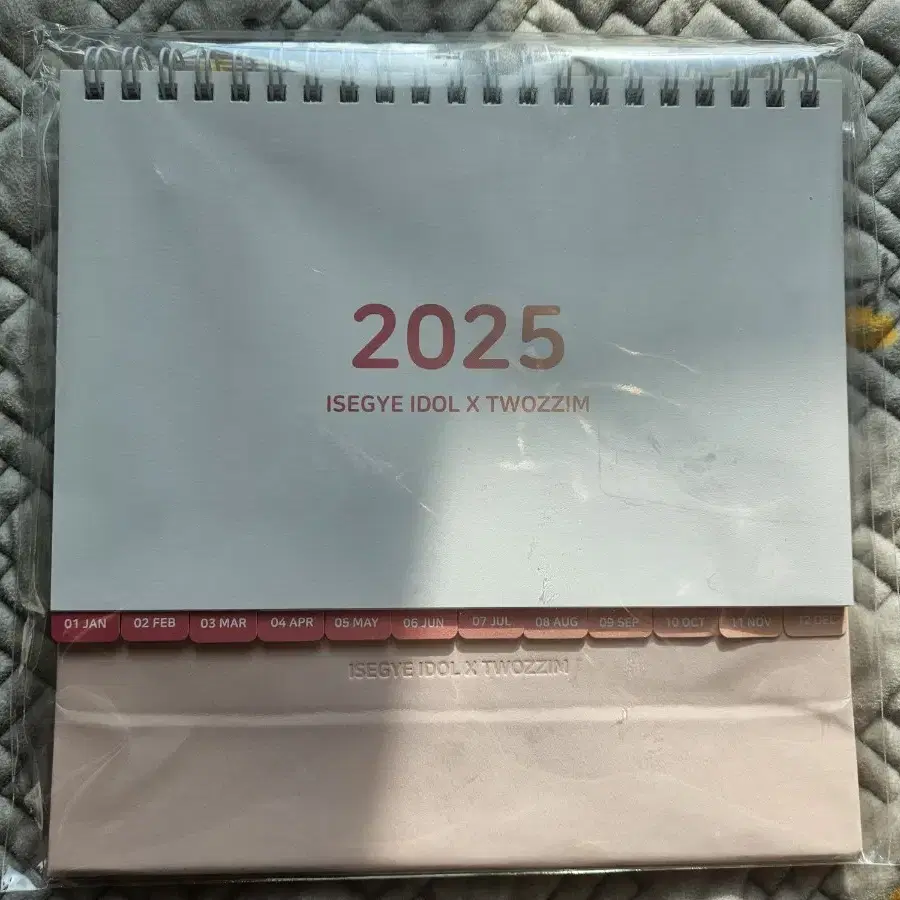 2025
ISEGYE IDOL X TWOZZIM
01 JAN 02 FEB 03 MAR 04 APR 05 MAY 06 JUN 07 JUL 08 AUG 09 SEP 10 OCT 11 NOV 12 DEC
ISEGYE IDOL X TWOZZIM